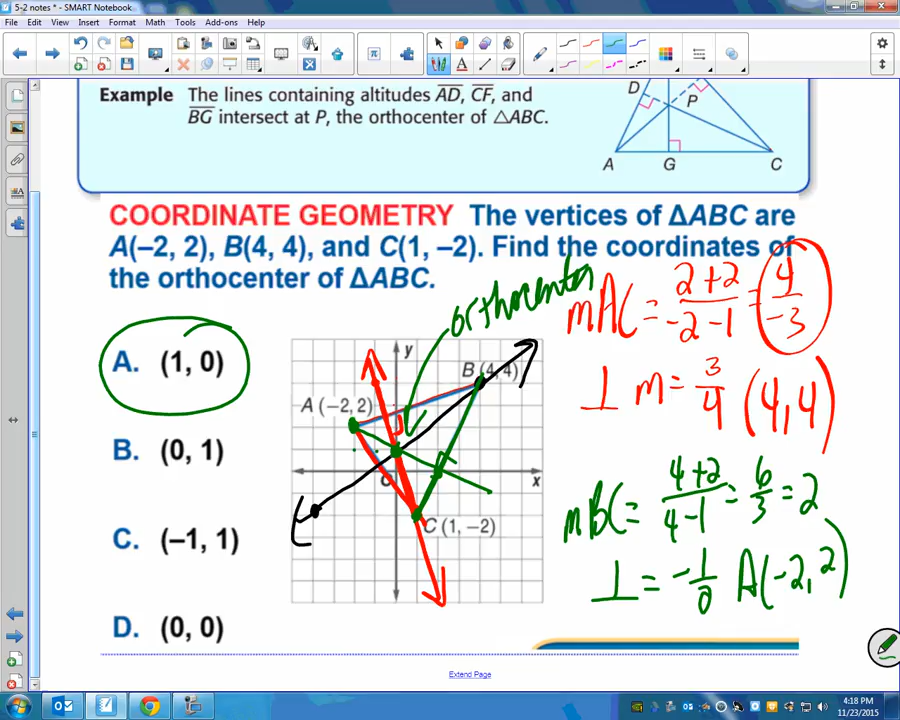 5-2 notes * - SMART Notebook
File Edit View Insert Format Math Tools Add-ons Help
Example The lines containing altitudes AD, CF, and
BG intersect at P, the orthocenter of △ABC.
D
P
A G C
COORDINATE GEOMETRY The vertices of ΔABC are
A(–2, 2), B(4, 4), and C(1, –2). Find the coordinates of
the orthocenter of ΔABC.
A. (1, 0)
B. (0, 1)
C. (–1, 1)
D. (0, 0)
orthocenter
y
B (4, 4)
A (−2, 2)
x
C (1, −2)
mAC = 2+2/-2-1 = 4/-3
⊥ m = 3/4 (4,4)
mBC = 4+2/4-1 = 6/3 = 2
⊥ = -1/0 A(-2, 2)
Extend Page
4:18 PM
11/23/2015